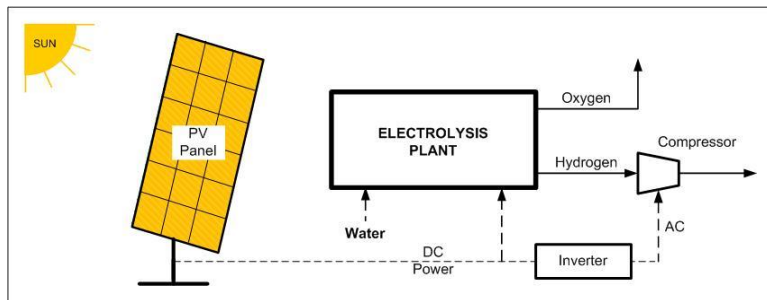 SUN
PV
Panel
ELECTROLYSIS
PLANT
Oxygen
Hydrogen
Compressor
Water
DC
Power
Inverter
AC